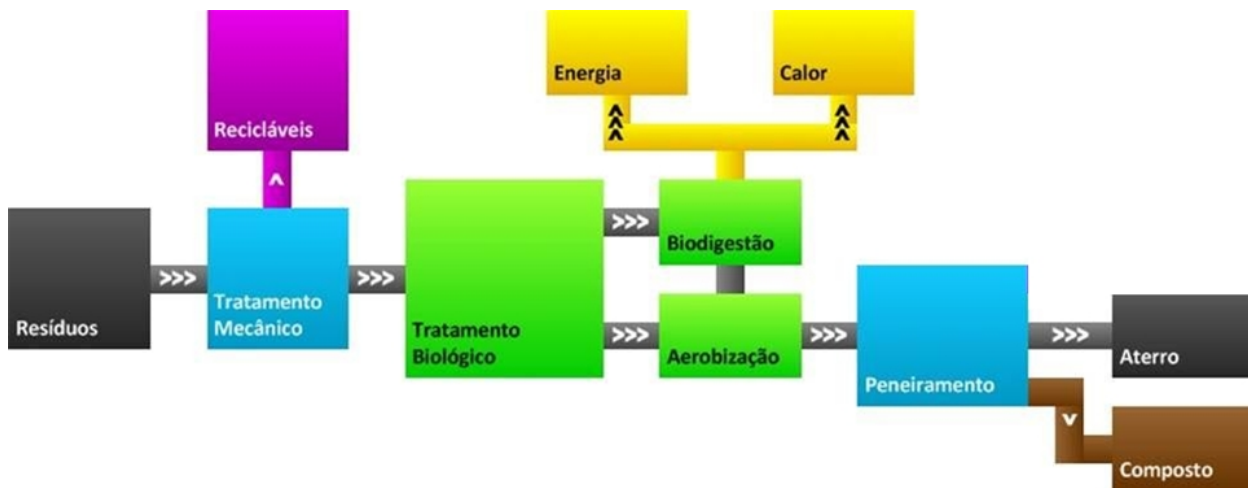 Energia
Calor
Recicláveis
Biodigestão
Resíduos
Tratamento
Mecânico
Tratamento
Biológico
Aerobização
Peneiramento
Aterro
Composto